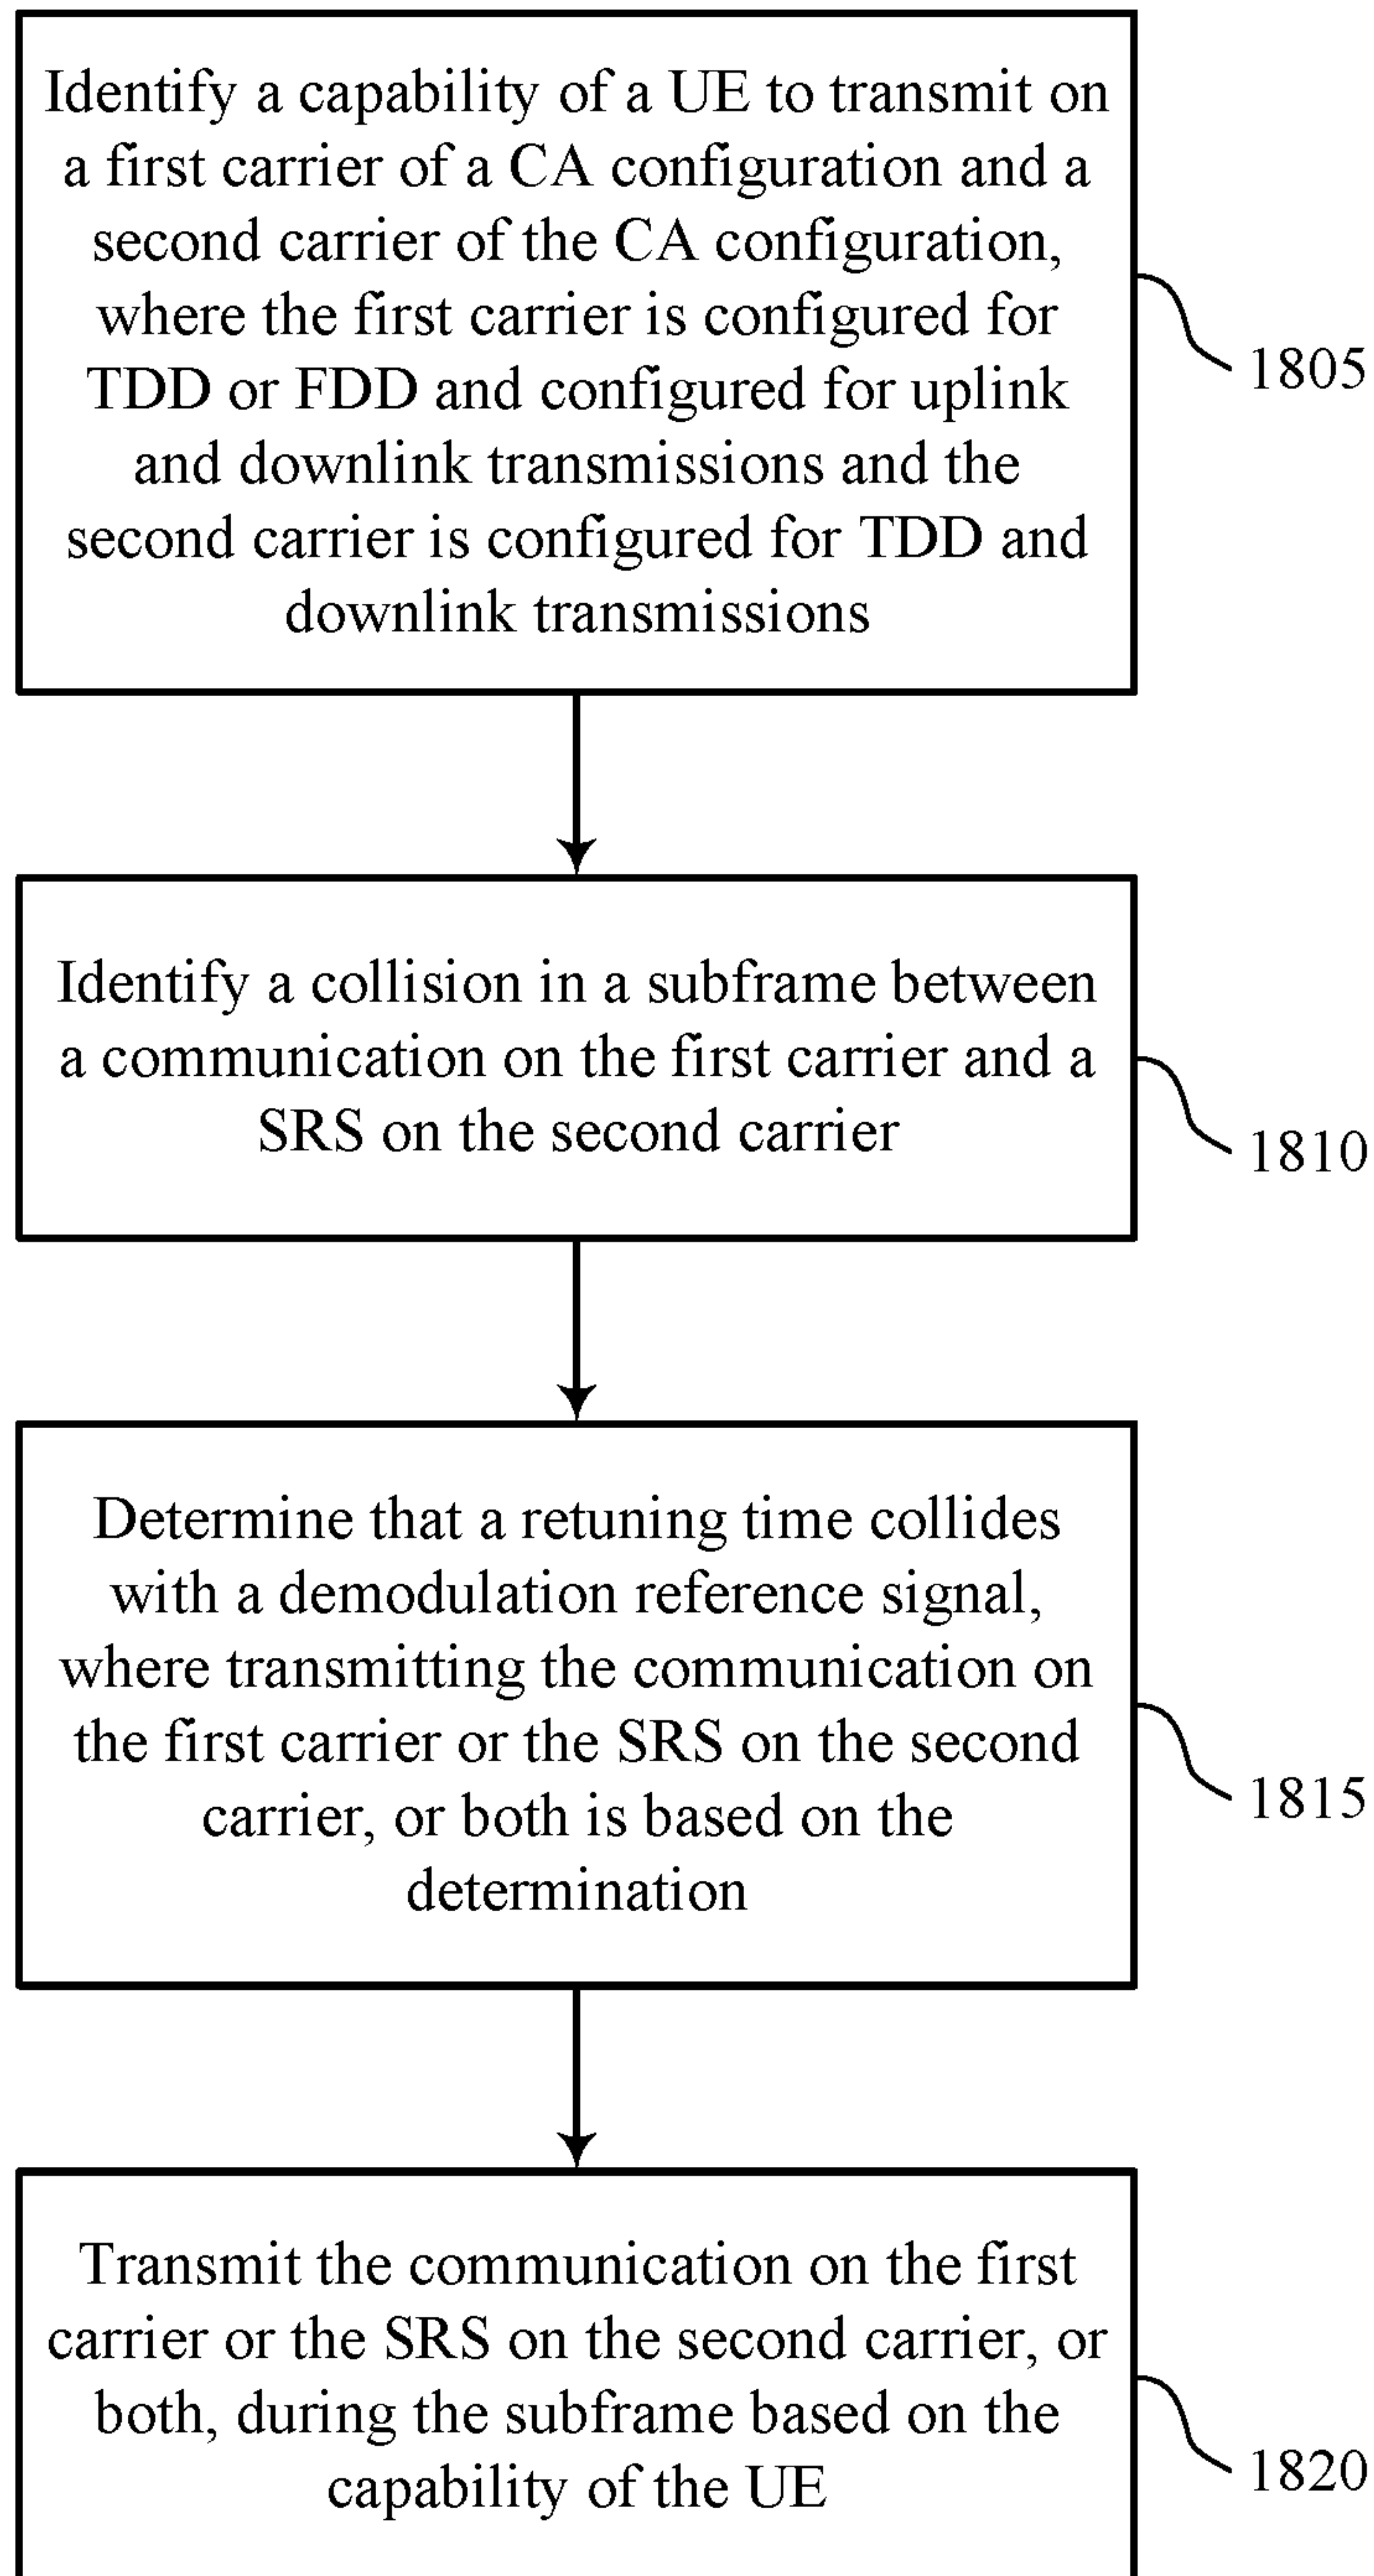 Identify a capability of a UE to transmit on
a first carrier of a CA configuration and a
second carrier of the CA configuration,
where the first carrier is configured for
TDD or FDD and configured for uplink
and downlink transmissions and the
second carrier is configured for TDD and
downlink transmissions
1805
Identify a collision in a subframe between
a communication on the first carrier and a
SRS on the second carrier
1810
Determine that a retuning time collides
with a demodulation reference signal,
where transmitting the communication on
the first carrier or the SRS on the second
carrier, or both is based on the
determination
1815
Transmit the communication on the first
carrier or the SRS on the second carrier, or
both, during the subframe based on the
capability of the UE
1820